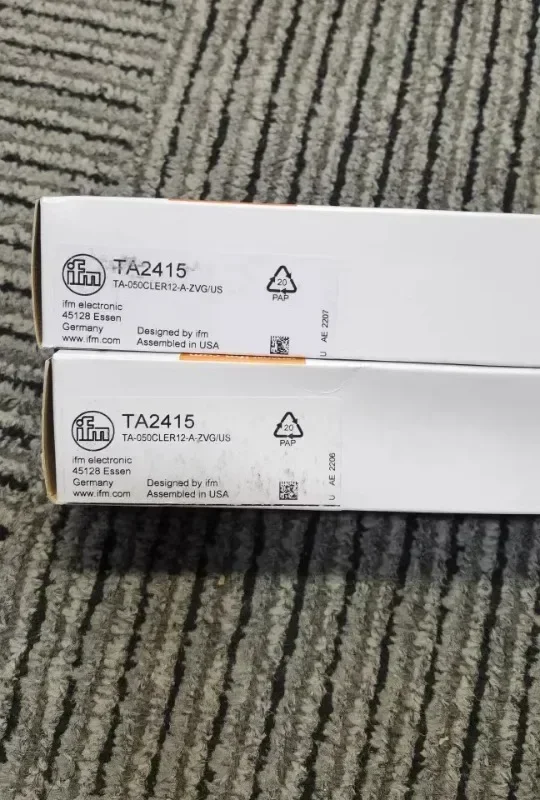 ifm
TA2415
TA-050CLER12-A-ZVG/US
ifm electronic
45128 Essen
Germany
www.ifm.com
Designed by ifm
Assembled in USA
20
PAP
U AE 2207
ifm
TA2415
TA-050CLER12-A-ZVG/US
ifm electronic
45128 Essen
Germany
www.ifm.com
Designed by ifm
Assembled in USA
20
PAP
U AE 2206